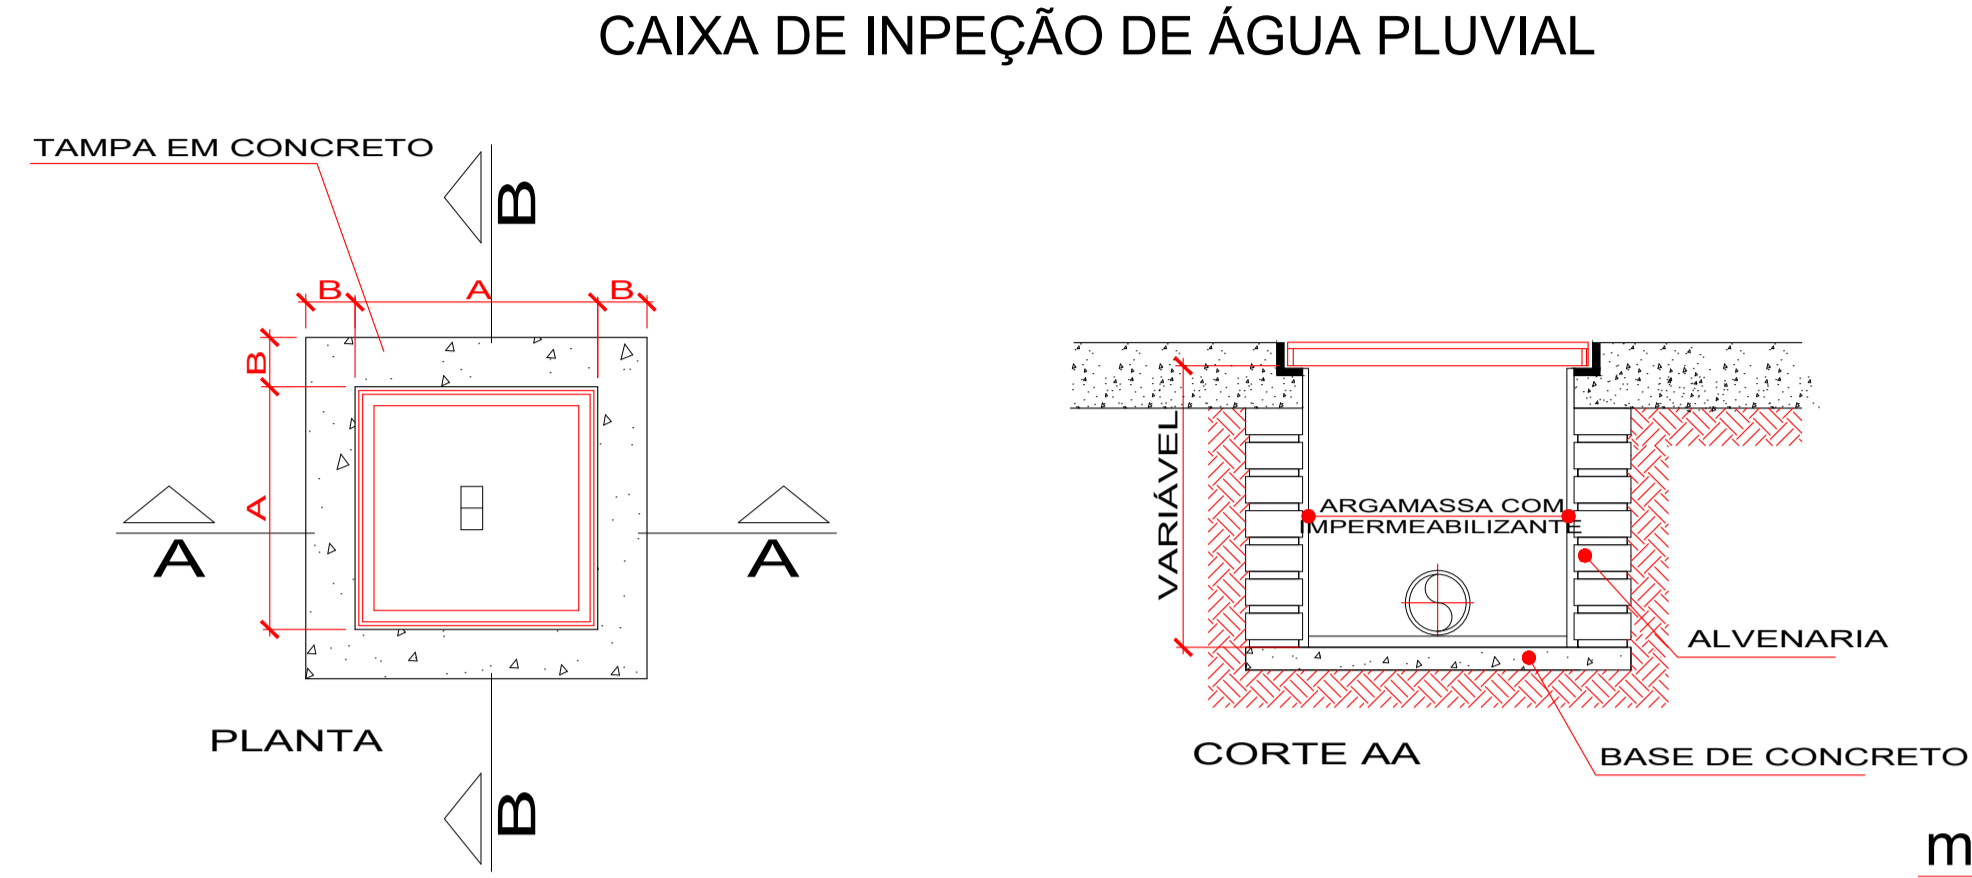 CAIXA DE INPEÇÃO DE ÁGUA PLUVIAL
TAMPA EM CONCRETO
B
B A B
B
A
A
A
PLANTA
B
VARIÁVEL
ARGAMASSA COM
IMPERMEABILIZANTE
ALVENARIA
CORTE AA
BASE DE CONCRETO
m